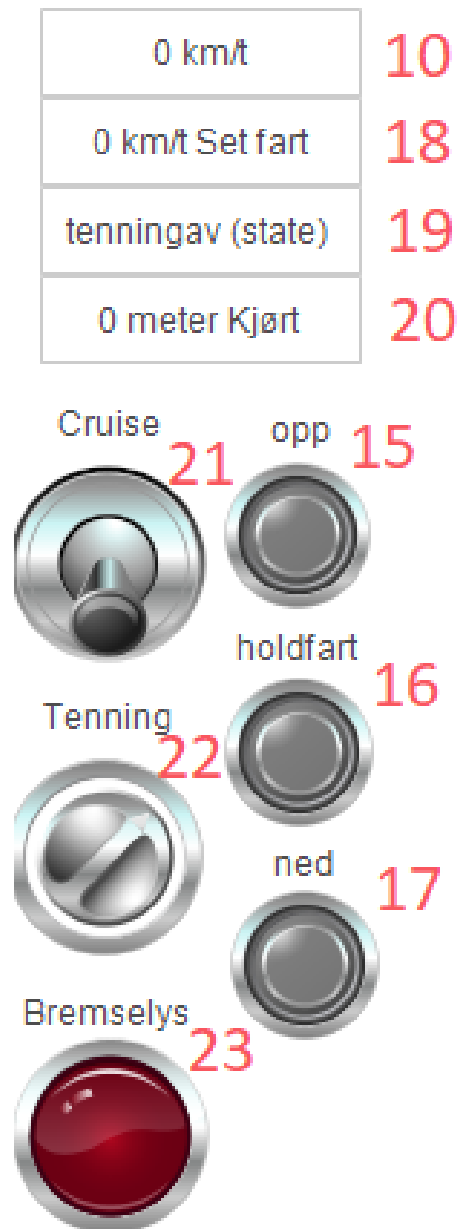 0 km/t 10
0 km/t Set fart 18
tenningav (state) 19
0 meter Kjørt 20
Cruise 21
opp 15
holdfart 16
Tenning 22
ned 17
Bremselys 23